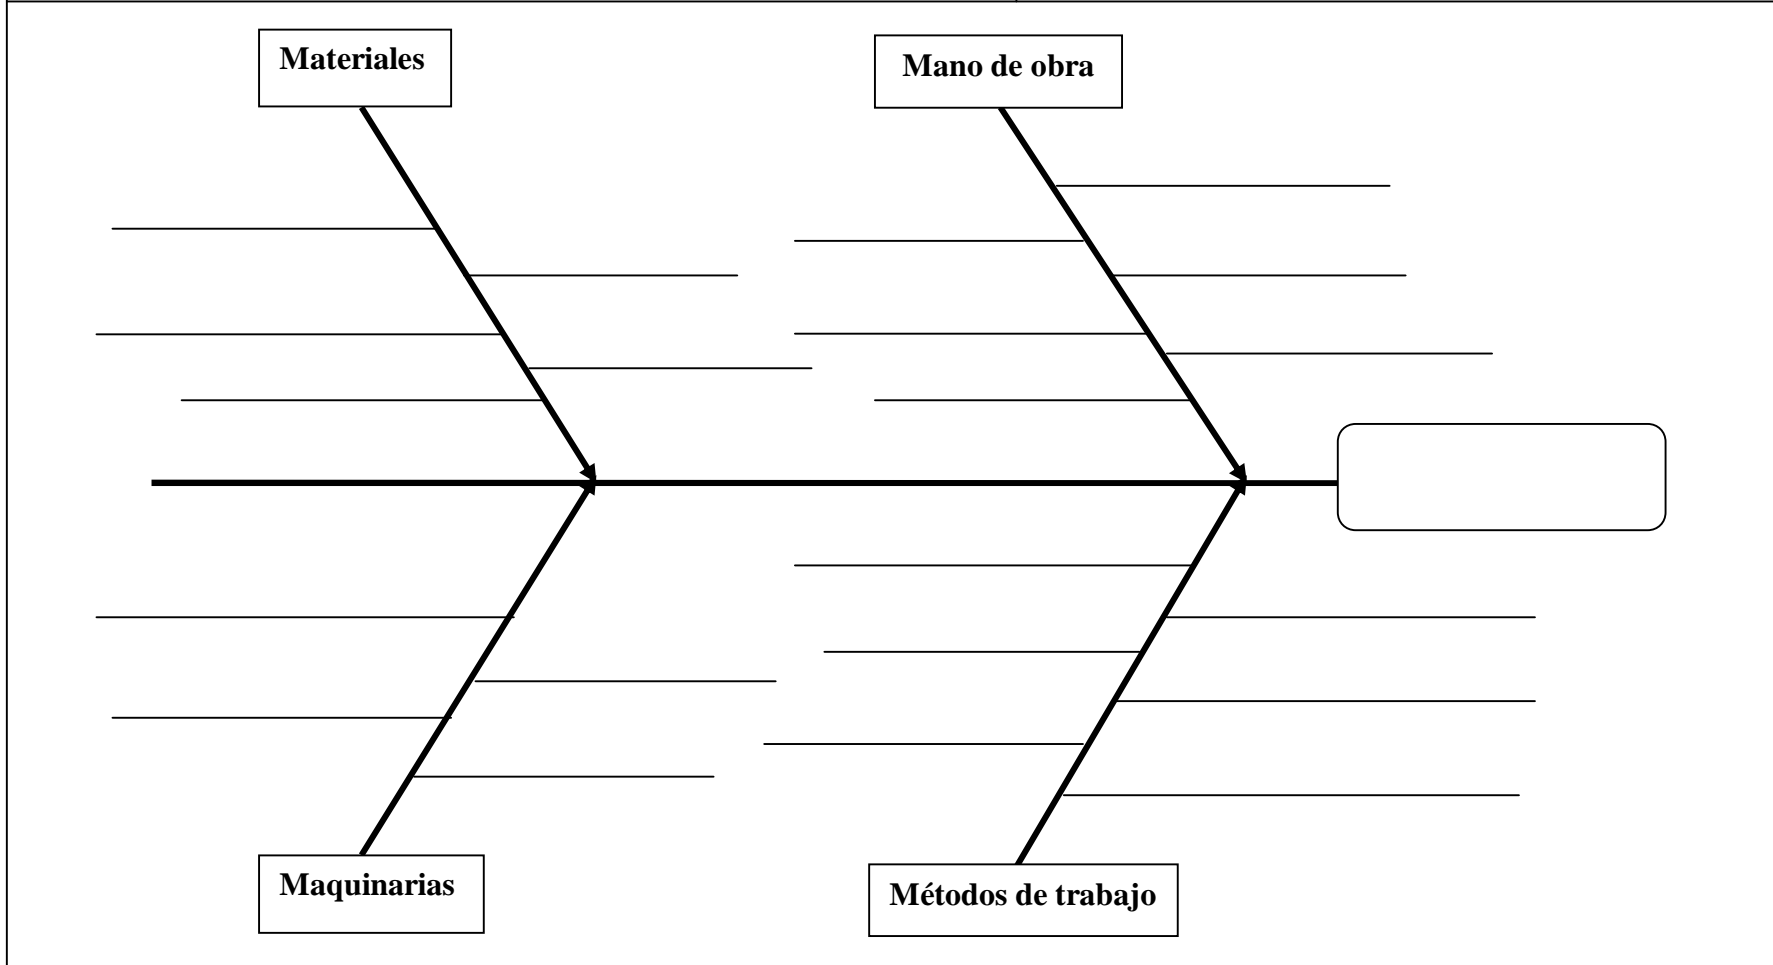 Materiales
Mano de obra
Maquinarias
Métodos de trabajo